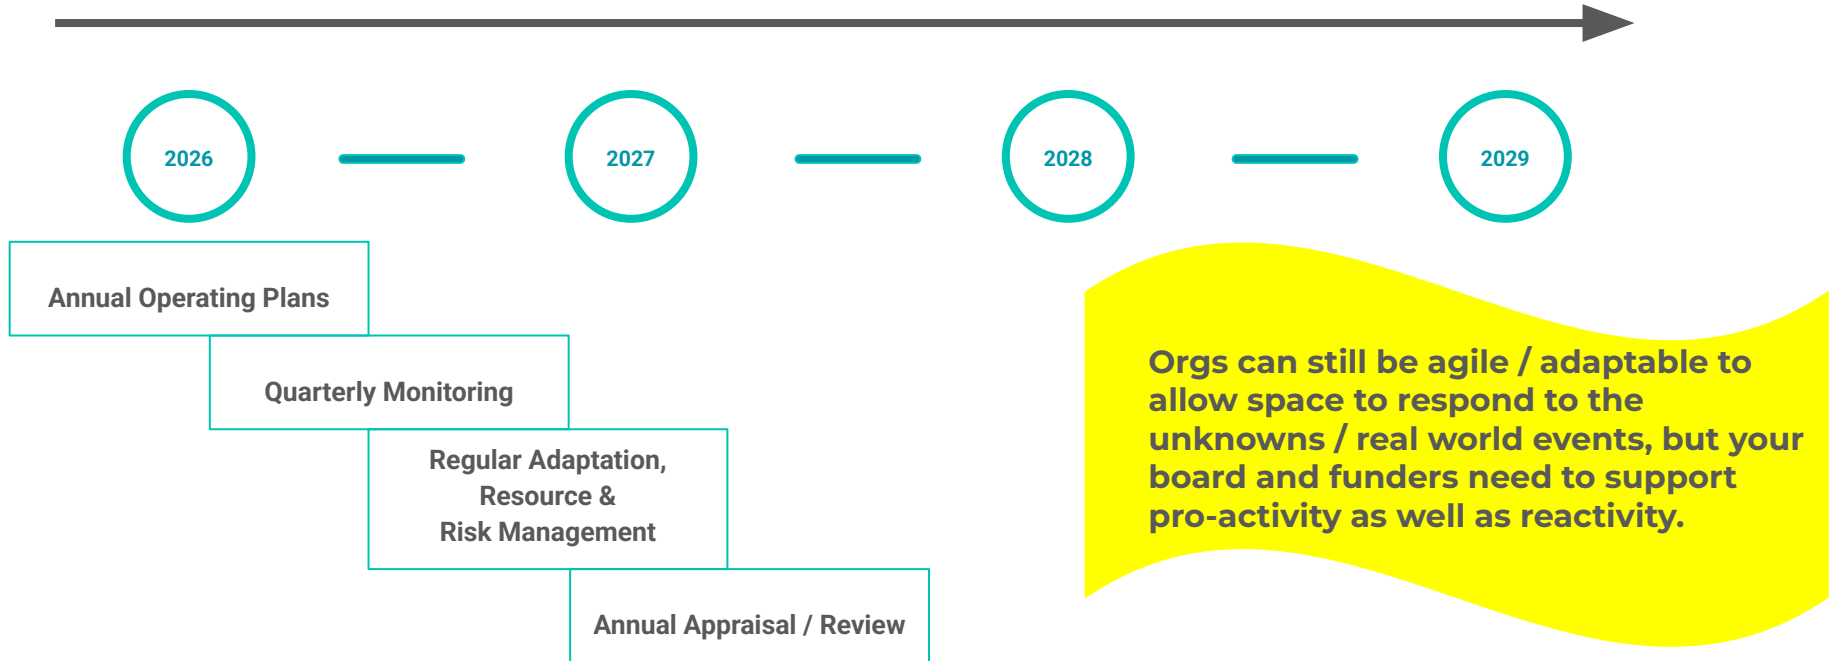 2026
2027
2028
2029
Annual Operating Plans
Quarterly Monitoring
Regular Adaptation,
Resource &
Risk Management
Annual Appraisal / Review
Orgs can still be agile / adaptable to
allow space to respond to the
unknowns / real world events, but your
board and funders need to support
pro-activity as well as reactivity.